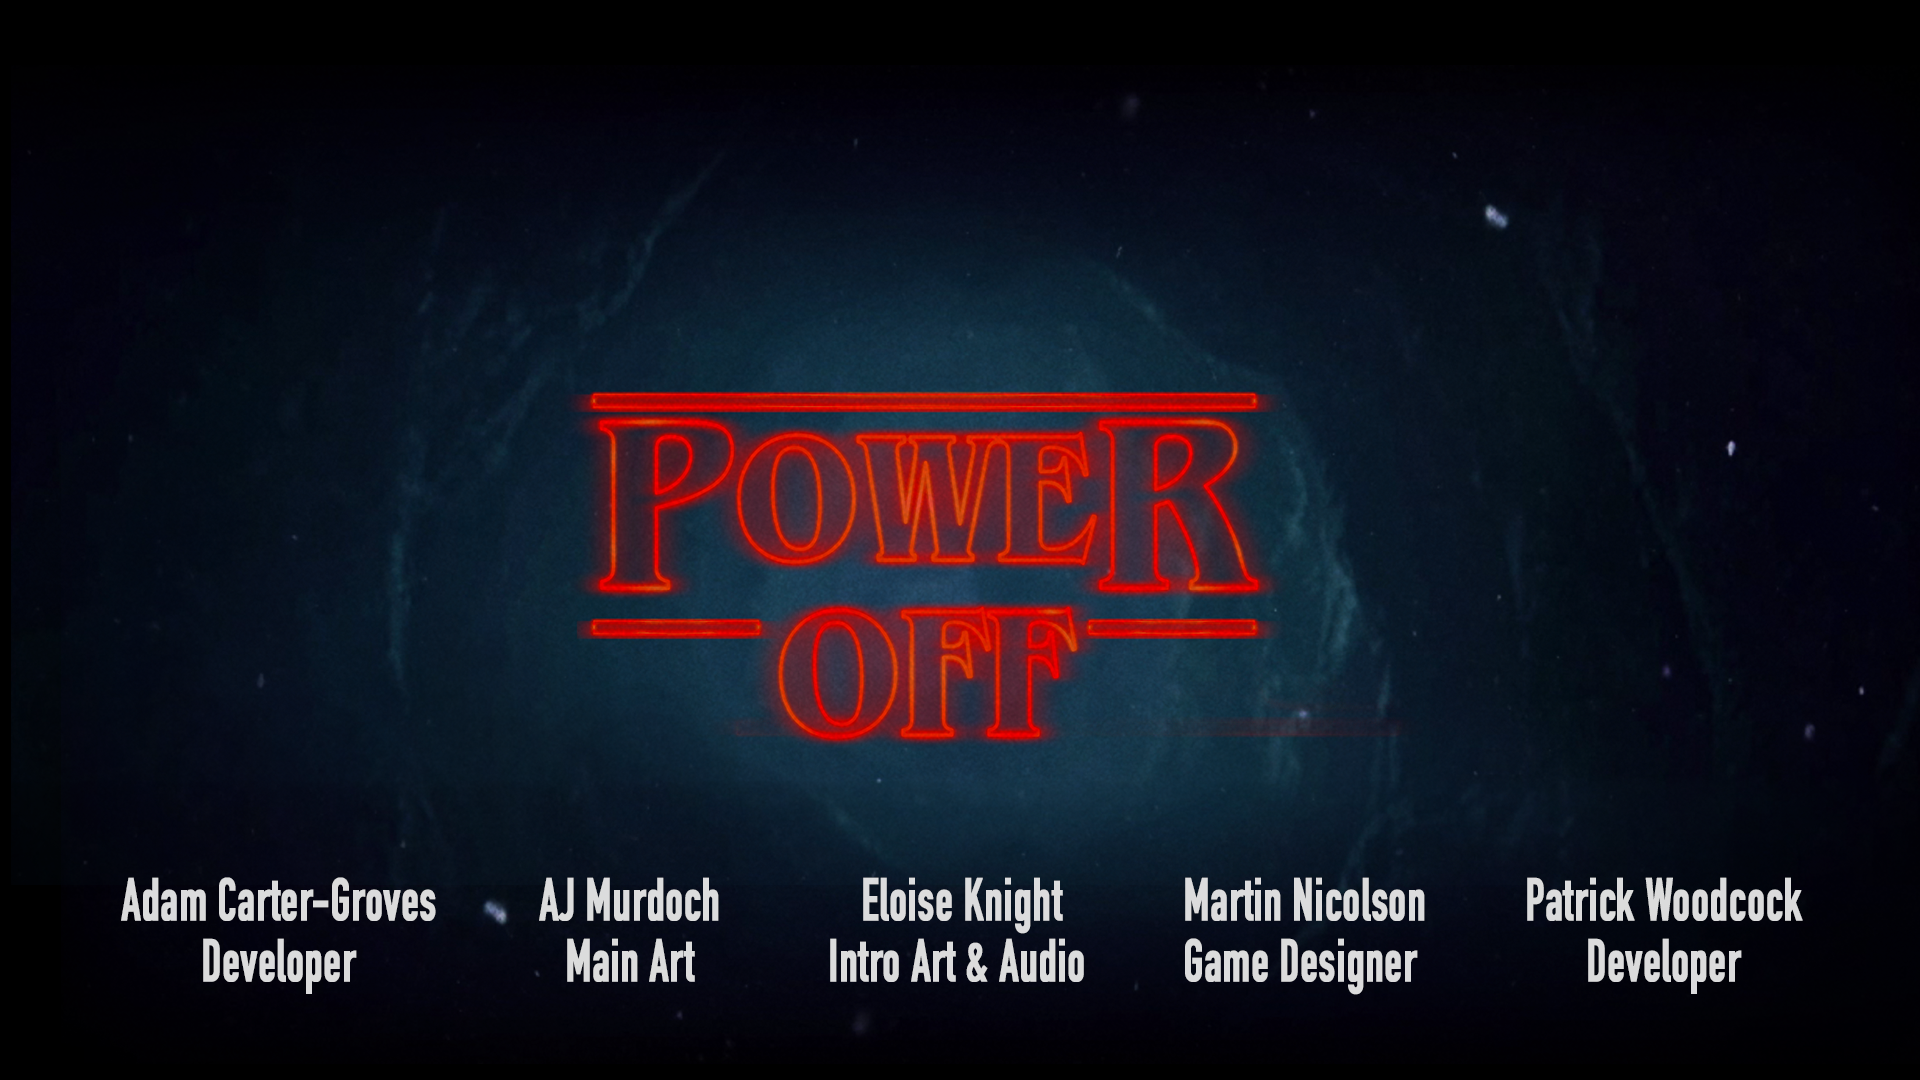 POWER
OFF
Adam Carter-Groves
Developer
AJ Murdoch
Main Art
Eloise Knight
Intro Art & Audio
Martin Nicolson
Game Designer
Patrick Woodcock
Developer